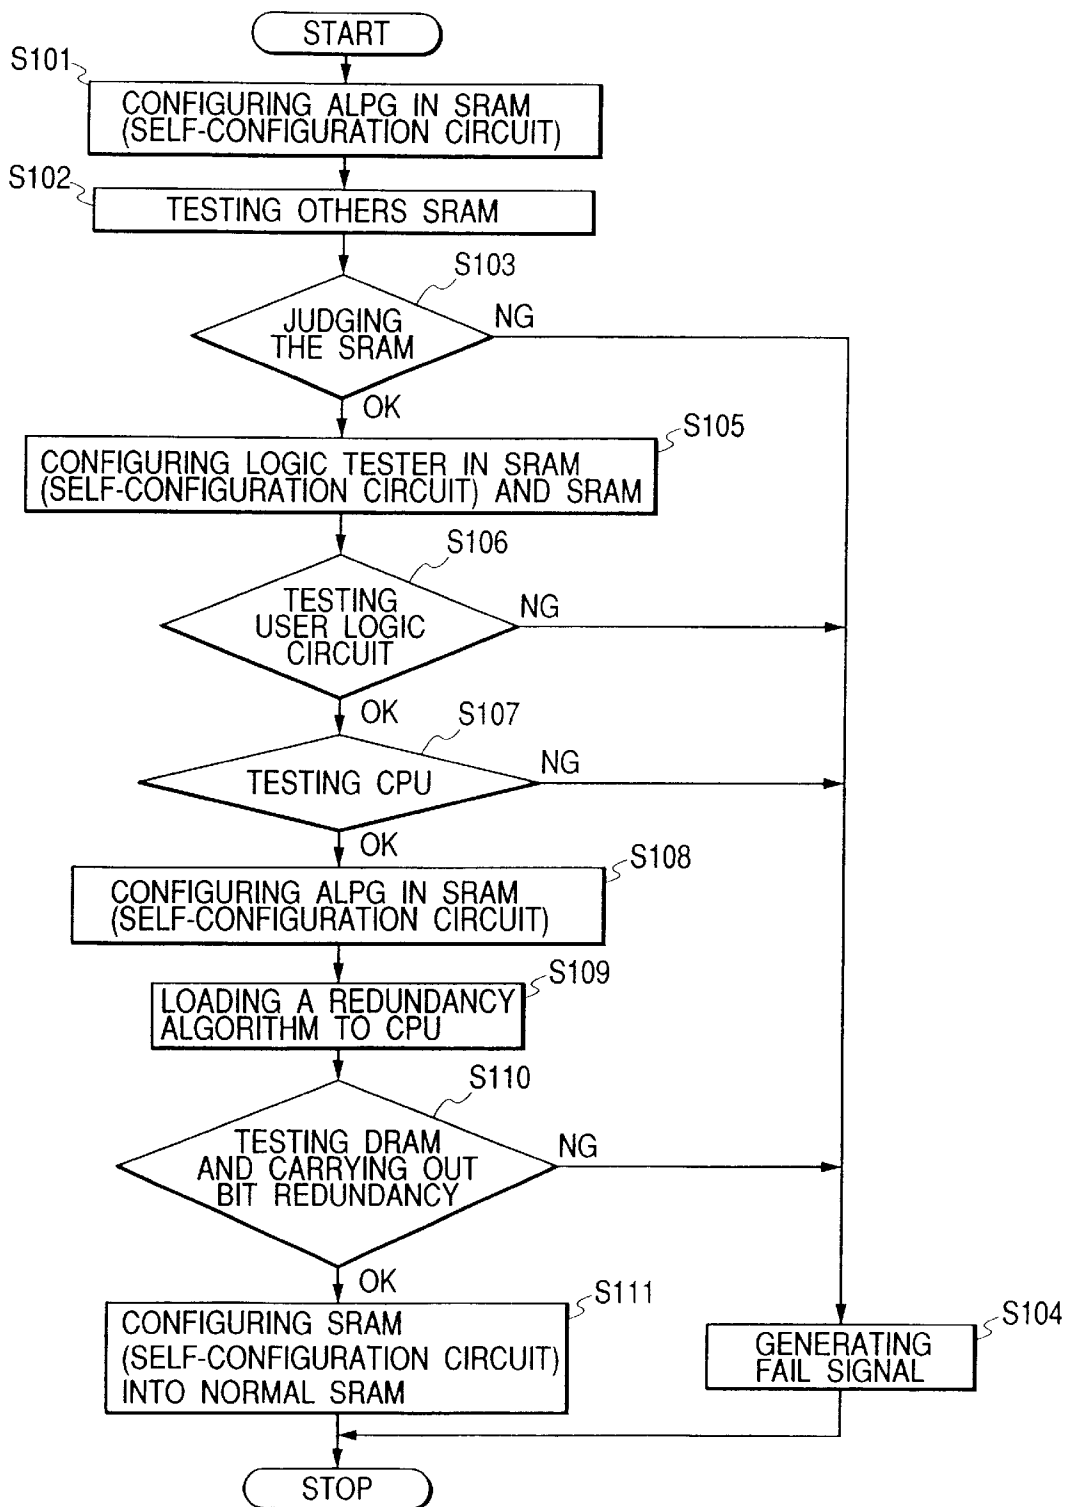 START
S101
CONFIGURING ALPG IN SRAM
(SELF-CONFIGURATION CIRCUIT)
S102
TESTING OTHERS SRAM
S103
JUDGING
THE SRAM
NG
OK
S105
CONFIGURING LOGIC TESTER IN SRAM
(SELF-CONFIGURATION CIRCUIT) AND SRAM
S106
TESTING
USER LOGIC
CIRCUIT
NG
OK
S107
TESTING CPU
NG
OK
S108
CONFIGURING ALPG IN SRAM
(SELF-CONFIGURATION CIRCUIT)
S109
LOADING A REDUNDANCY
ALGORITHM TO CPU
S110
TESTING DRAM
AND CARRYING OUT
BIT REDUNDANCY
NG
OK
S111
CONFIGURING SRAM
(SELF-CONFIGURATION CIRCUIT)
INTO NORMAL SRAM
S104
GENERATING
FAIL SIGNAL
STOP